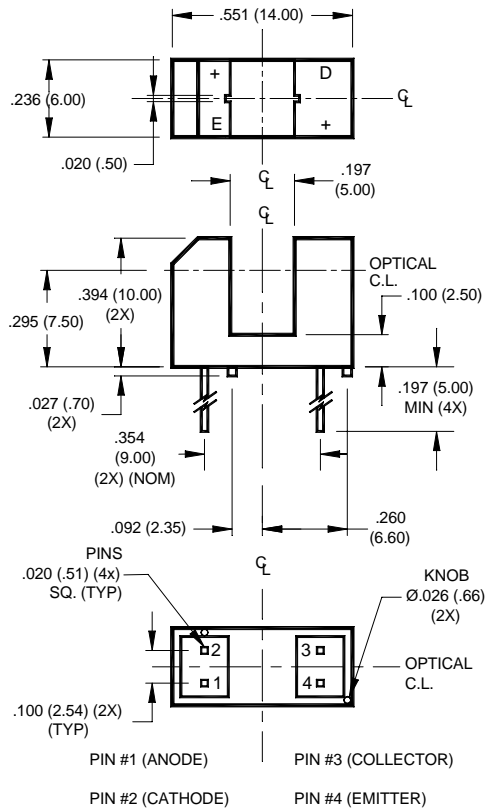 .551 (14.00)
+ D
.236 (6.00)
℄
E +
.020 (.50)
℄
.197
(5.00)
℄
OPTICAL
C.L.
.394 (10.00)
(2X)
.100 (2.50)
.295 (7.50)
.027 (.70)
(2X)
.197 (5.00)
MIN (4X)
.354
(9.00)
(2X) (NOM)
.092 (2.35)
.260
(6.60)
PINS
.020 (.51) (4x)
SQ. (TYP)
℄
KNOB
Ø.026 (.66)
(2X)
2 3
OPTICAL
C.L.
1 4
.100 (2.54) (2X)
(TYP)
PIN #1 (ANODE) PIN #3 (COLLECTOR)
PIN #2 (CATHODE) PIN #4 (EMITTER)